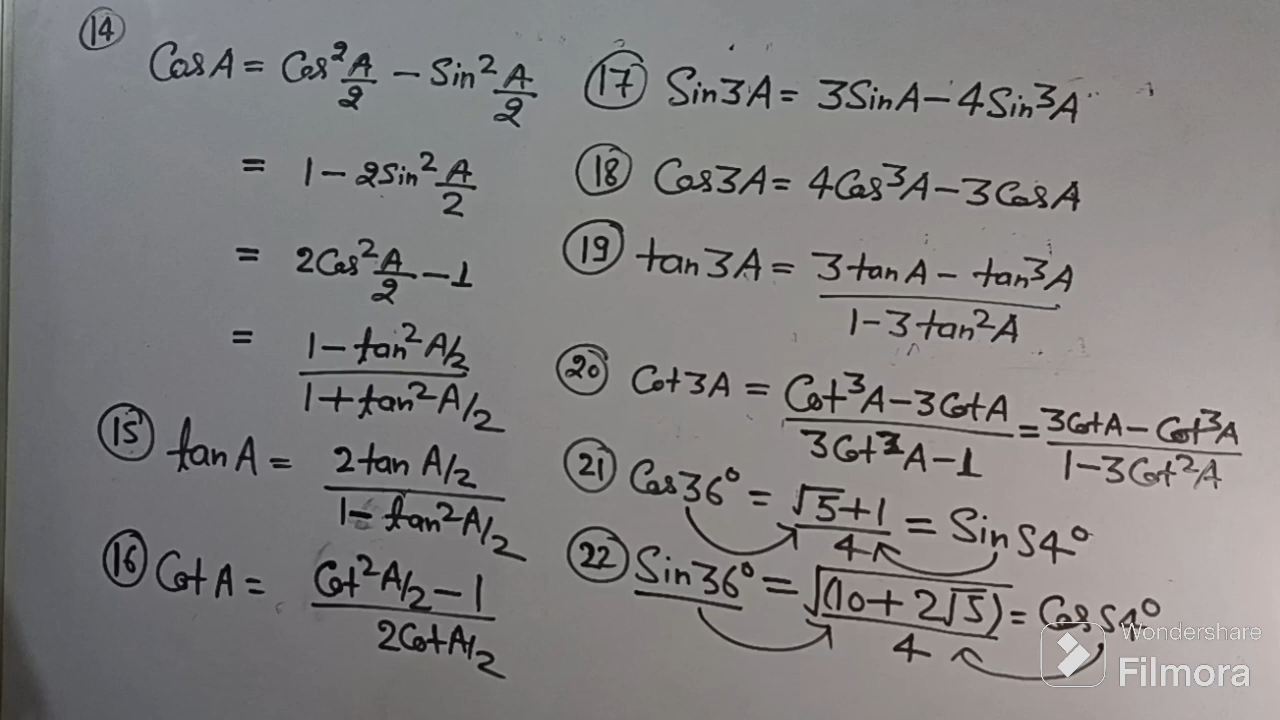 ⑭
CosA = Cos²A/2 − Sin²A/2
= 1 − 2Sin²A/2
= 2Cos²A/2 − 1
= (1 − tan²A/2)/(1 + tan²A/2)
⑮ tanA = (2tanA/2)/(1 − tan²A/2)
⑯ CotA = (Cot²A/2 − 1)/(2CotA/2)
⑰ Sin3A = 3SinA − 4Sin³A
⑱ Cos3A = 4Cos³A − 3CosA
⑲ tan3A = (3tanA − tan³A)/(1 − 3tan²A)
⑳ Cot3A = (Cot³A − 3CotA)/(3Cot²A − 1) = (3CotA − Cot³A)/(1 − 3Cot²A)
㉑ Cos36° = (√5+1)/4 = Sin54°
㉒ Sin36° = √(10+2√5)/4 = Cos54°
Wondershare
Filmora